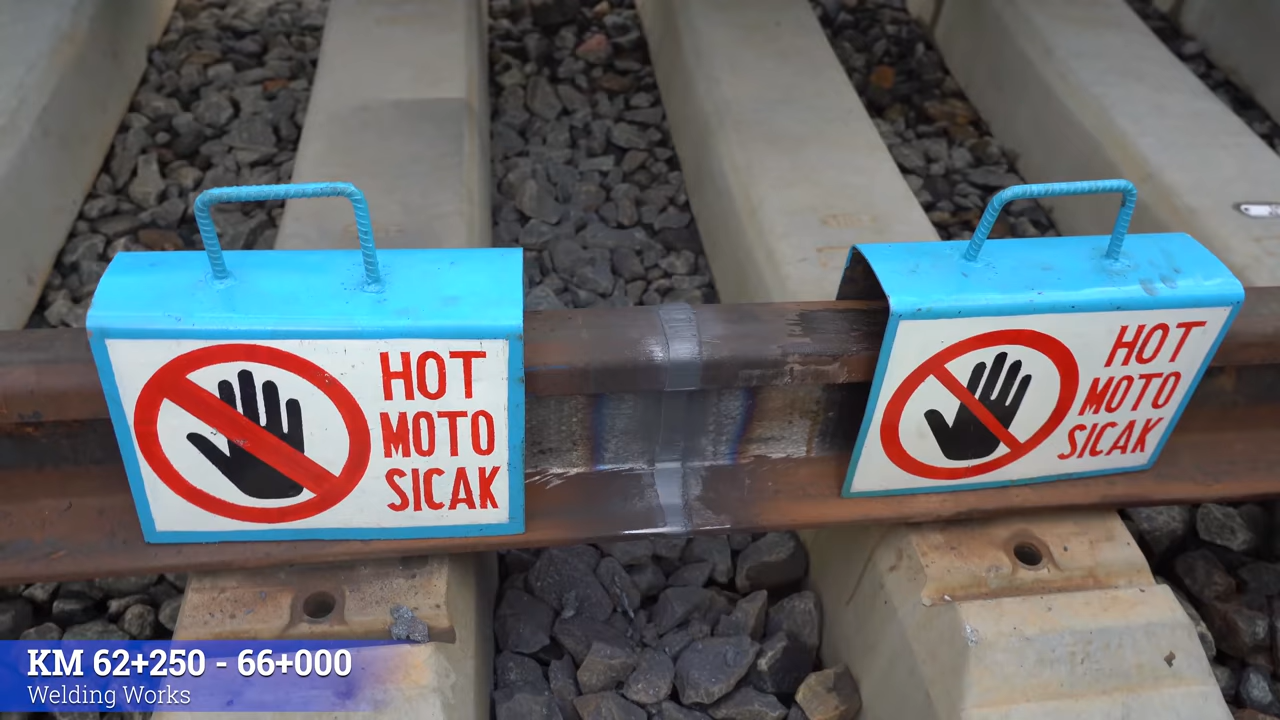 HOT
MOTO
SICAK
HOT
MOTO
SICAK
KM 62+250 - 66+000
Welding Works